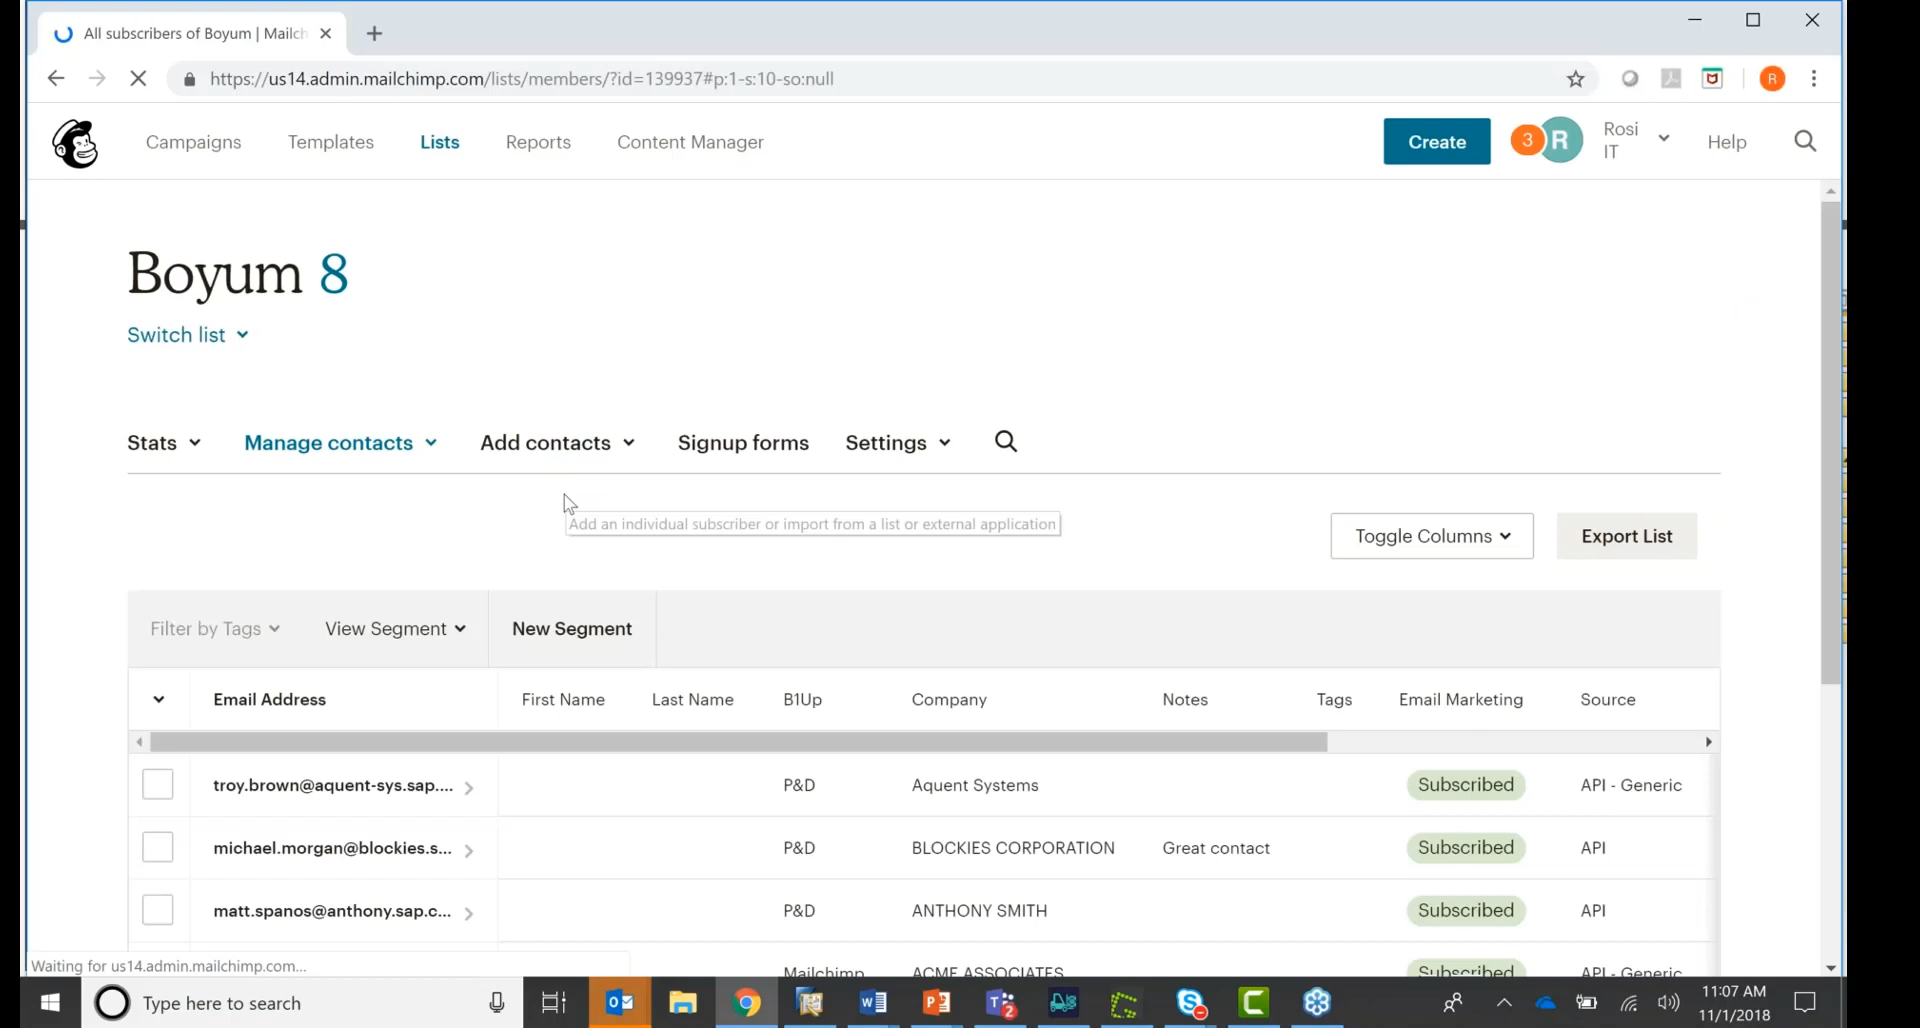 All subscribers of Boyum | Mailch
https://us14.admin.mailchimp.com/lists/members/?id=139937#p:1-s:10-so:null
R
Campaigns Templates Lists Reports Content Manager Create 3 R Rosi IT Help
Boyum 8
Switch list
Stats Manage contacts Add contacts Signup forms Settings
Add an individual subscriber or import from a list or external application
Toggle Columns Export List
Filter by Tags View Segment New Segment
Email Address First Name Last Name B1Up Company Notes Tags Email Marketing Source
troy.brown@aquent-sys.sap.... P&D Aquent Systems Subscribed API - Generic
michael.morgan@blockies.s... P&D BLOCKIES CORPORATION Great contact Subscribed API
matt.spanos@anthony.sap.c... P&D ANTHONY SMITH Subscribed API
Mailchimp ACME ASSOCIATES Subscribed API - Generic
Waiting for us14.admin.mailchimp.com...
Type here to search
11:07 AM
11/1/2018